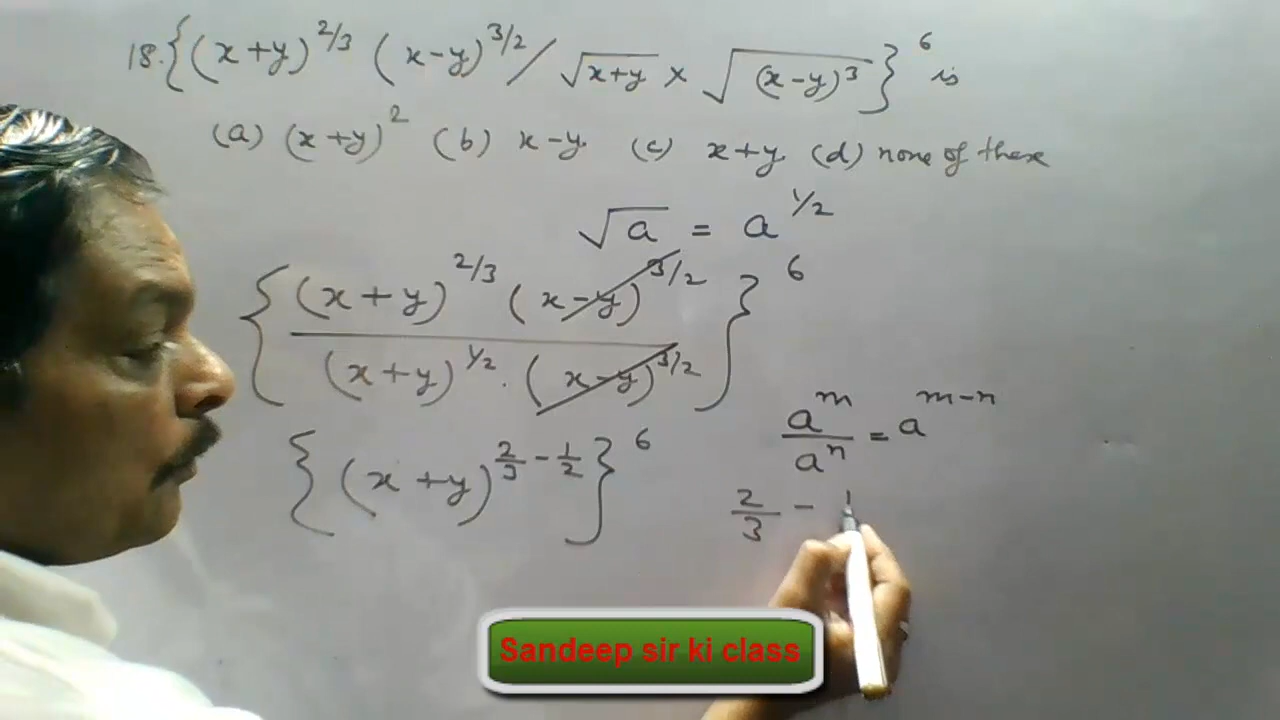 18. {(x+y)^2/3 (x-y)^3/2 / √(x+y) × √((x-y)^3)}^6 is
(a) (x+y)^2 (b) x-y. (c) x+y. (d) none of these
√a = a^1/2
{(x+y)^2/3 (x-y)^3/2
(x+y)^1/2 . (x-y)^3/2}^6
a^m/a^n = a^m-n
{(x+y)^2/3 - 1/2}^6
2/3 - 1
Sandeep sir ki class